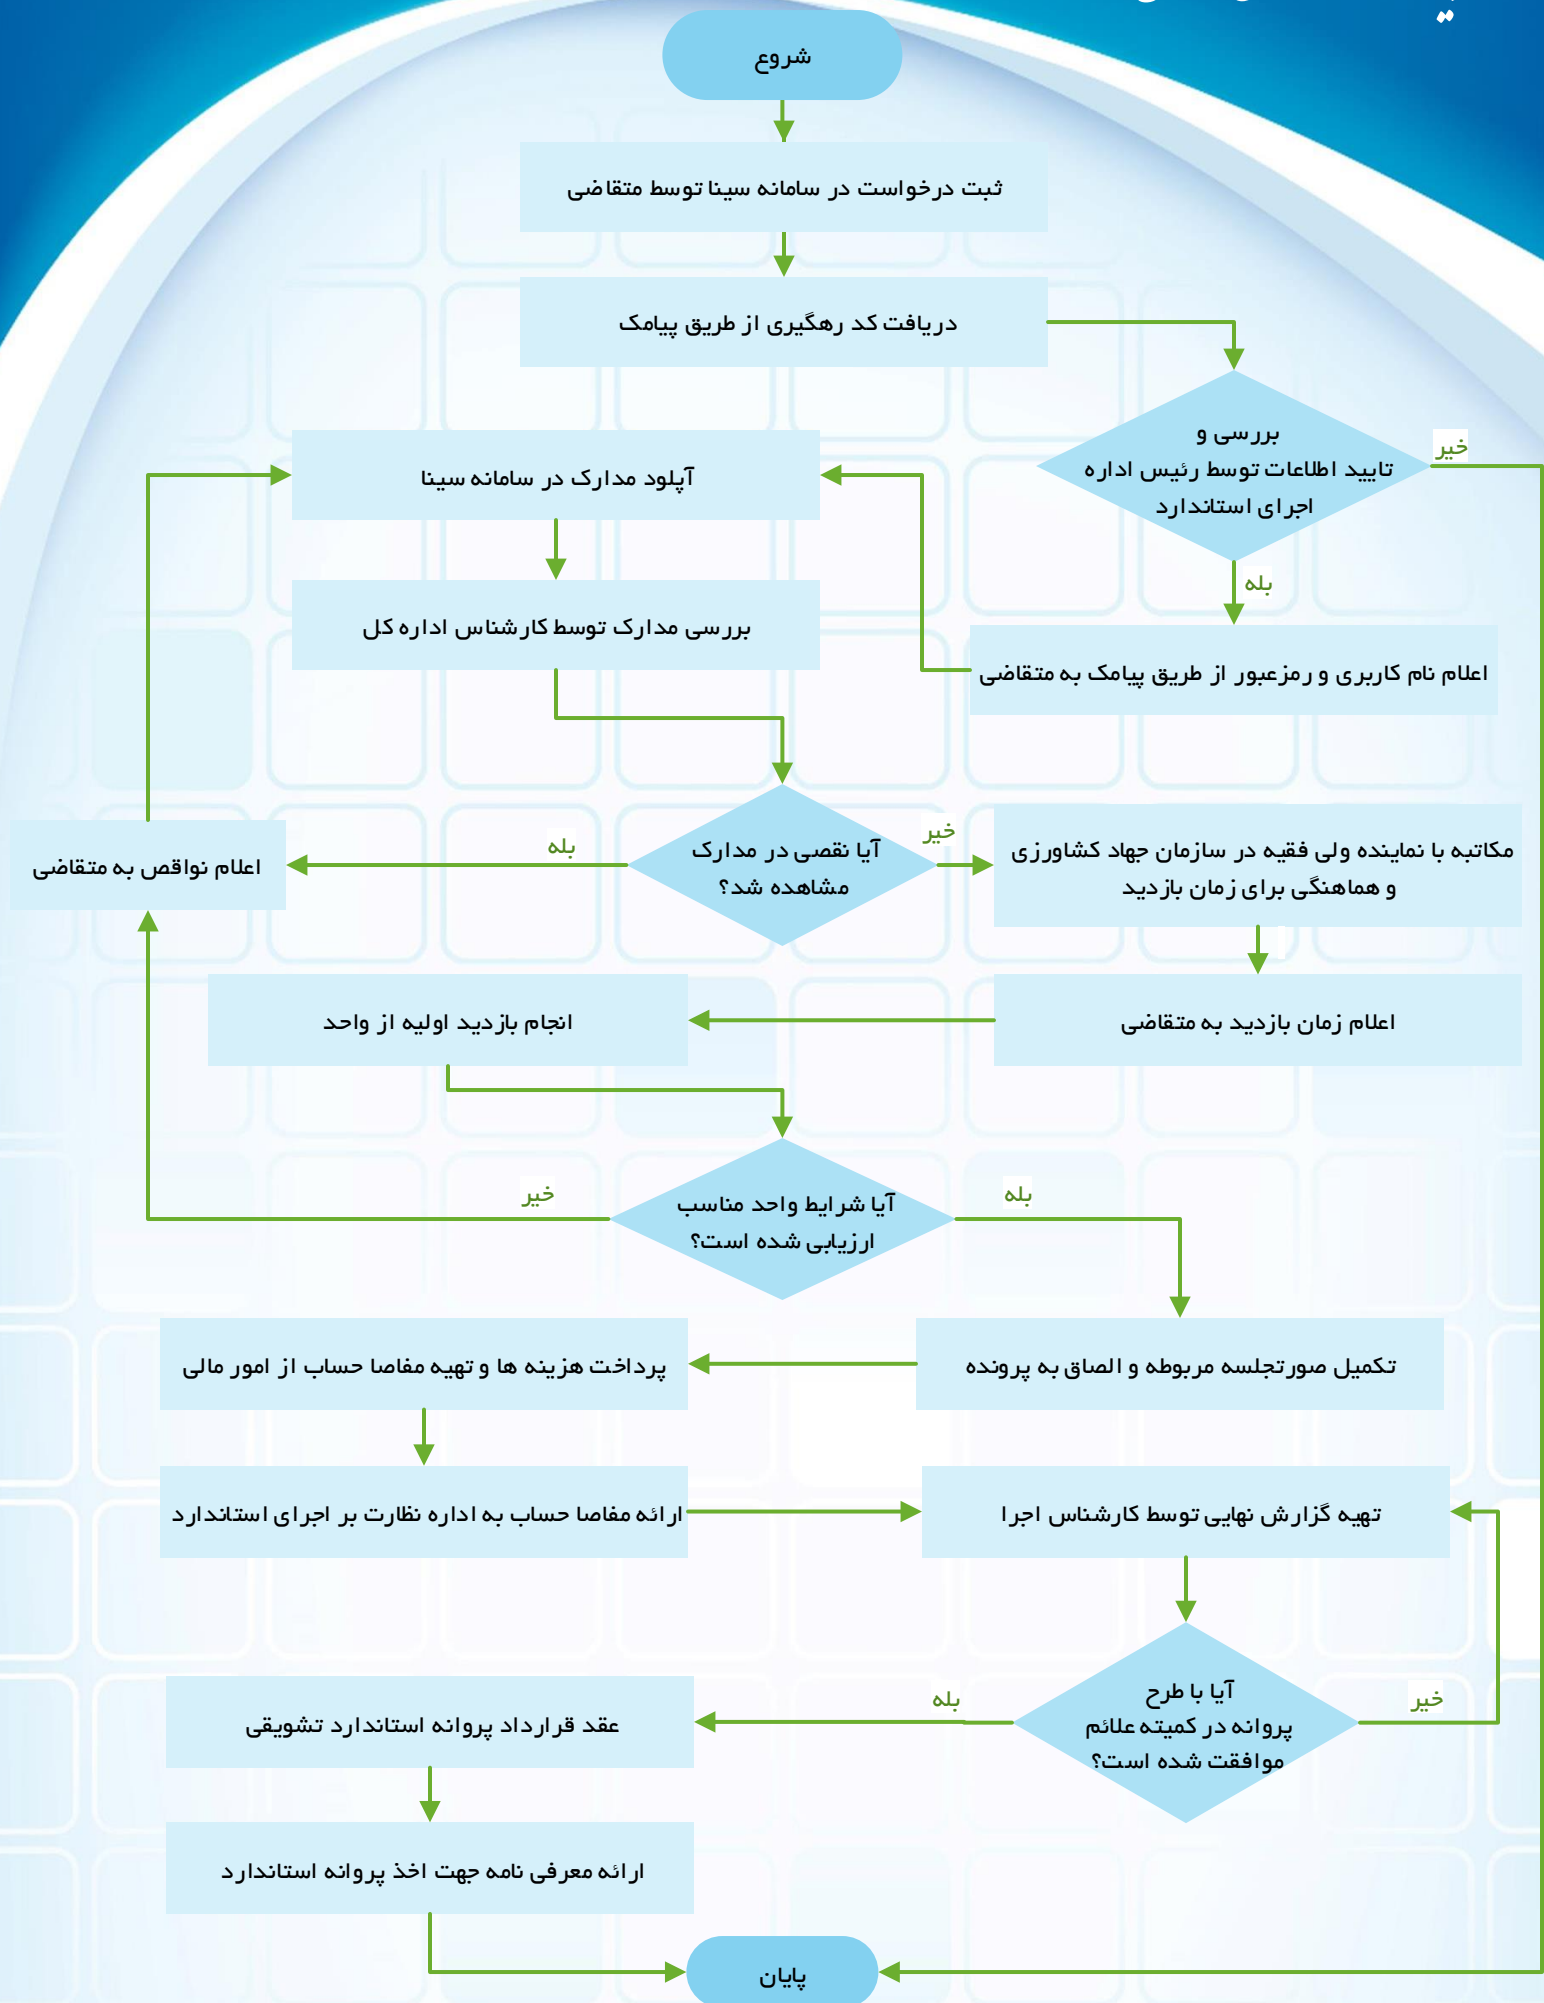 شروع
ثبت درخواست در سامانه سینا توسط متقاضی
دریافت کد رهگیری از طریق پیامک
بررسی و
تایید اطلاعات توسط رئیس اداره
اجرای استاندارد
خیر
بله
آپلود مدارک در سامانه سینا
بررسی مدارک توسط کارشناس اداره کل
اعلام نام کاربری و رمزعبور از طریق پیامک به متقاضی
آیا نقصی در مدارک
مشاهده شد؟
خیر
بله
مکاتبه با نماینده ولی فقیه در سازمان جهاد کشاورزی
و هماهنگی برای زمان بازدید
اعلام نواقص به متقاضی
اعلام زمان بازدید به متقاضی
انجام بازدید اولیه از واحد
آیا شرایط واحد مناسب
ارزیابی شده است؟
بله
خیر
تکمیل صورتجلسه مربوطه و الصاق به پرونده
پرداخت هزینه ها و تهیه مفاصا حساب از امور مالی
ارائه مفاصا حساب به اداره نظارت بر اجرای استاندارد
تهیه گزارش نهایی توسط کارشناس اجرا
آیا با طرح
پروانه در کمیته علائم
موافقت شده است؟
خیر
بله
عقد قرارداد پروانه استاندارد تشویقی
ارائه معرفی نامه جهت اخذ پروانه استاندارد
پایان